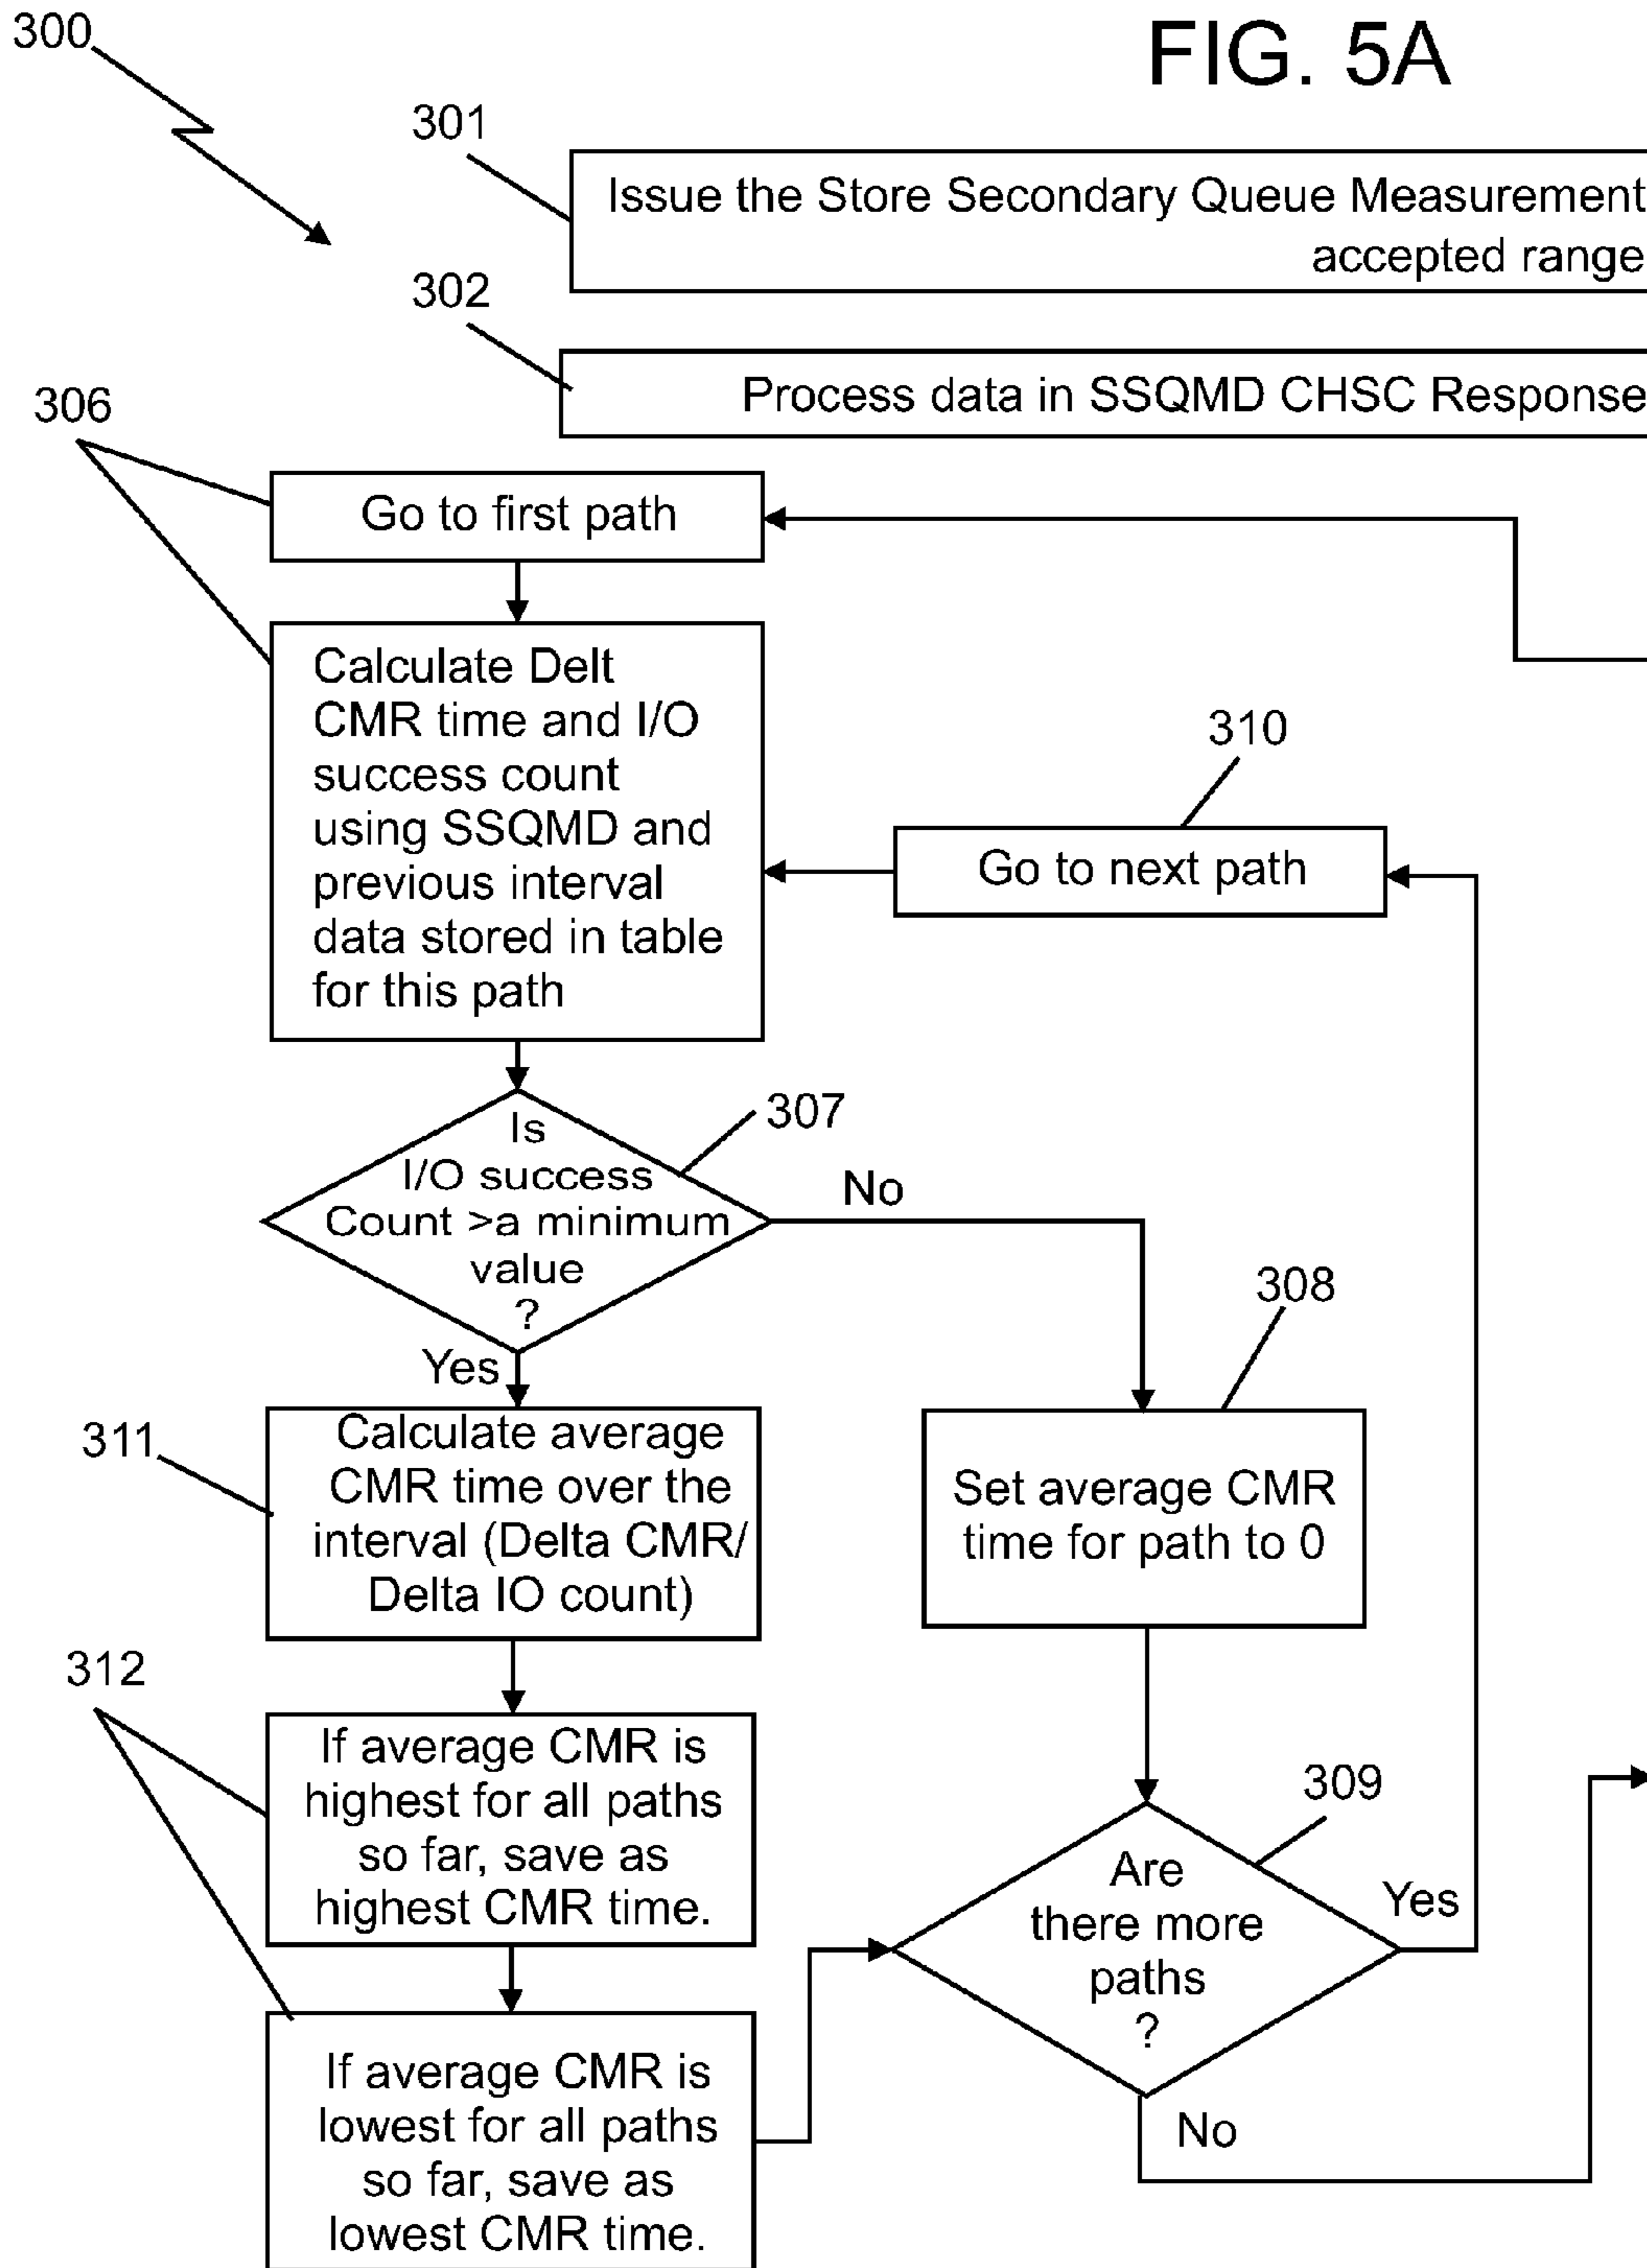 300
FIG. 5A
301
Issue the Store Secondary Queue Measurement
accepted range
302
Process data in SSQMD CHSC Response
306
Go to first path
Calculate Delt
CMR time and I/O
success count
using SSQMD and
previous interval
data stored in table
for this path
310
Go to next path
307
Is
I/O success
Count >a minimum
value
?
No
Yes
308
Set average CMR
time for path to 0
311
Calculate average
CMR time over the
interval (Delta CMR/
Delta IO count)
312
If average CMR is
highest for all paths
so far, save as
highest CMR time.
If average CMR is
lowest for all paths
so far, save as
lowest CMR time.
309
Are
there more
paths
?
Yes
No